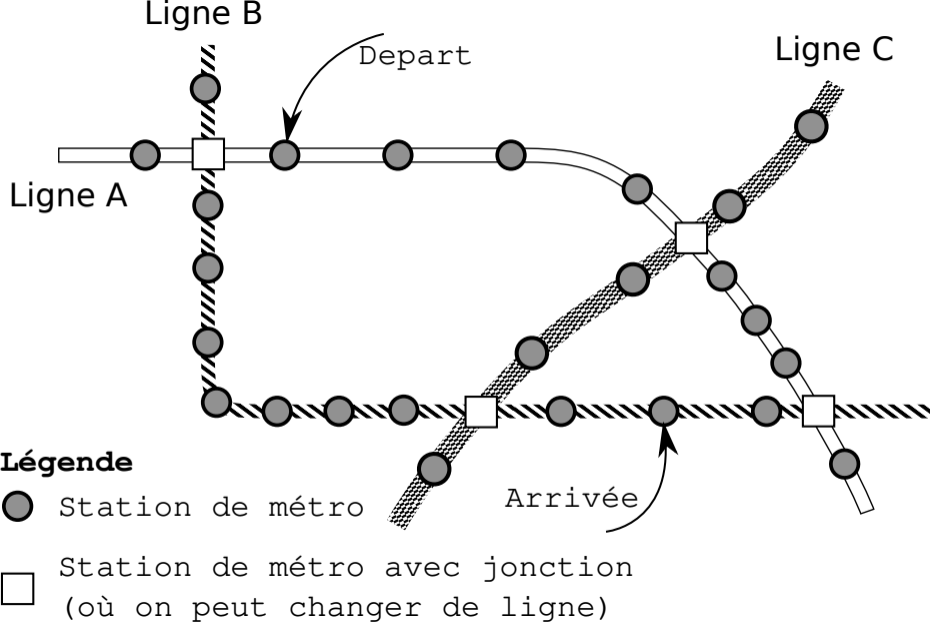 Ligne B
Depart
Ligne C
Ligne A
Légende
Station de métro
Arrivée
Station de métro avec jonction
(où on peut changer de ligne)